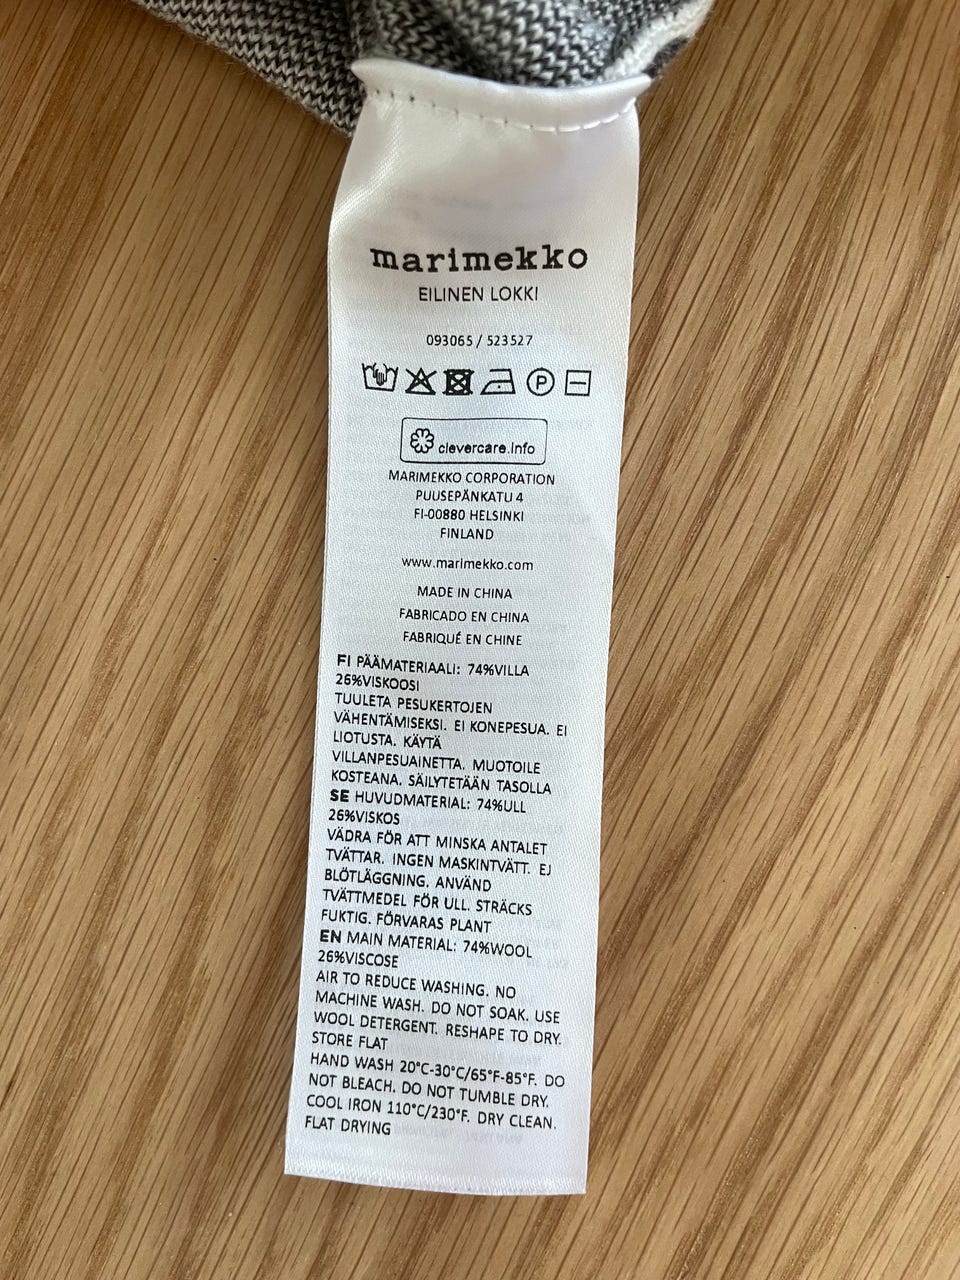 marimekko
EILINEN LOKKI
093065 / 523527
P
clevercare.info
MARIMEKKO CORPORATION
PUUSEPÄNKATU 4
FI-00880 HELSINKI
FINLAND
www.marimekko.com
MADE IN CHINA
FABRICADO EN CHINA
FABRIQUÉ EN CHINE
FI PÄÄMATERIAALI: 74%VILLA
26%VISKOOSI
TUULETA PESUKERTOJEN
VÄHENTÄMISEKSI. EI KONEPESUA. EI
LIOTUSTA. KÄYTÄ
VILLANPESUAINETTA. MUOTOILE
KOSTEANA. SÄILYTETÄÄN TASOLLA
SE HUVUDMATERIAL: 74%ULL
26%VISKOS
VÄDRA FÖR ATT MINSKA ANTALET
TVÄTTAR. INGEN MASKINTVÄTT. EJ
BLÖTLÄGGNING. ANVÄND
TVÄTTMEDEL FÖR ULL. STRÄCKS
FUKTIG. FÖRVARAS PLANT
EN MAIN MATERIAL: 74%WOOL
26%VISCOSE
AIR TO REDUCE WASHING. NO
MACHINE WASH. DO NOT SOAK. USE
WOOL DETERGENT. RESHAPE TO DRY.
STORE FLAT
HAND WASH 20°C-30°C/65°F-85°F. DO
NOT BLEACH. DO NOT TUMBLE DRY.
COOL IRON 110°C/230°F. DRY CLEAN.
FLAT DRYING